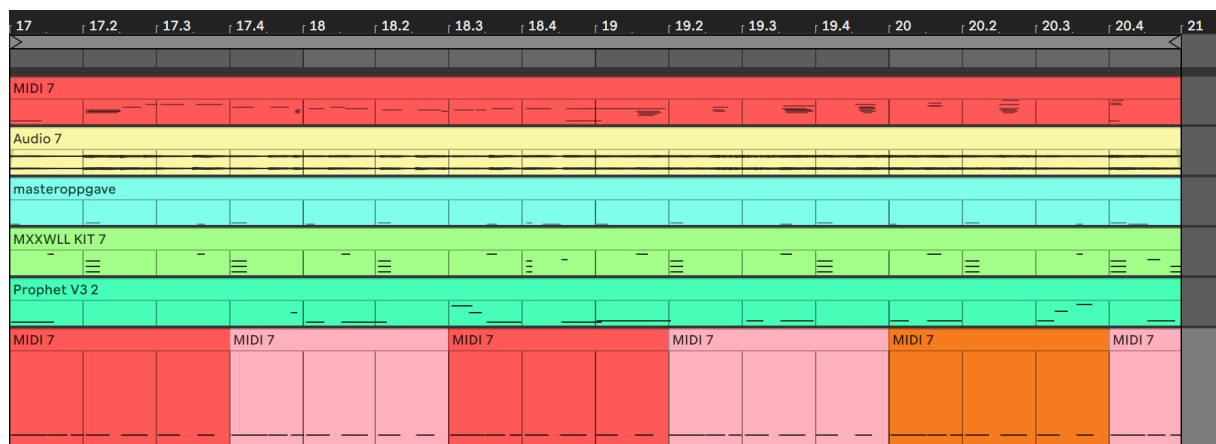 17 17.2 17.3 17.4 18 18.2 18.3 18.4 19 19.2 19.3 19.4 20 20.2 20.3 20.4 21
MIDI 7
Audio 7
masteroppgave
MXXWLL KIT 7
Prophet V3 2
MIDI 7 MIDI 7 MIDI 7 MIDI 7 MIDI 7 MIDI 7